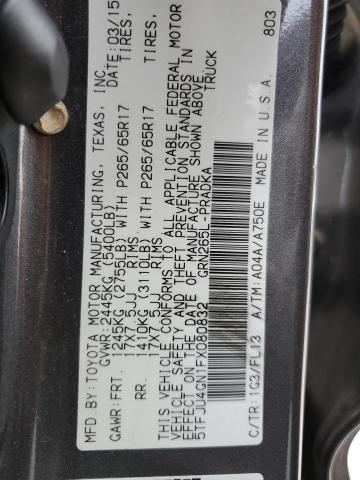 MFD.BY:TOYOTA MOTOR MANUFACTURING, TEXAS, INC. 03/15
GVWR:2445KG (5400LB)
GAWR:FRT. 1245KG (2755LB) WITH P265/65R17 TIRES,
17X7.5JJ RIMS
RR. 1410KG (3110LB) WITH P265/65R17 TIRES,
17X7.5JJ RIMS
THIS VEHICLE CONFORMS TO ALL APPLICABLE FEDERAL MOTOR
VEHICLE SAFETY AND THEFT PREVENTION STANDARDS IN
EFFECT ON THE DATE OF MANUFACTURE SHOWN ABOVE.
5TFJU4GN1FX080832 TRUCK
GRN265L-PRADKA
C/TR:1G3/FL13 A/TM:A04A/A750E
MADE IN U.S.A. 803